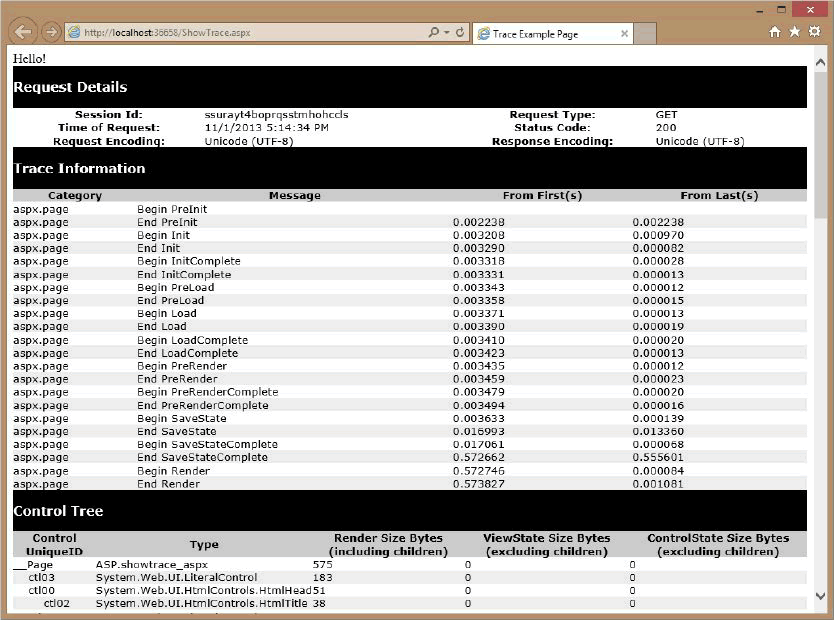 http://localhost:36658/ShowTrace.aspx Trace Example Page
Hello!
Request Details
Session Id: ssurayt4boprqsstmhohccls Request Type: GET
Time of Request: 11/1/2013 5:14:34 PM Status Code: 200
Request Encoding: Unicode (UTF-8) Response Encoding: Unicode (UTF-8)
Trace Information
Category Message From First(s) From Last(s)
aspx.page Begin PreInit
aspx.page End PreInit 0.002238 0.002238
aspx.page Begin Init 0.003208 0.000970
aspx.page End Init 0.003290 0.000082
aspx.page Begin InitComplete 0.003318 0.000028
aspx.page End InitComplete 0.003331 0.000013
aspx.page Begin PreLoad 0.003343 0.000012
aspx.page End PreLoad 0.003358 0.000015
aspx.page Begin Load 0.003371 0.000013
aspx.page End Load 0.003390 0.000019
aspx.page Begin LoadComplete 0.003410 0.000020
aspx.page End LoadComplete 0.003423 0.000013
aspx.page Begin PreRender 0.003435 0.000012
aspx.page End PreRender 0.003459 0.000023
aspx.page Begin PreRenderComplete 0.003479 0.000020
aspx.page End PreRenderComplete 0.003494 0.000016
aspx.page Begin SaveState 0.003633 0.000139
aspx.page End SaveState 0.016993 0.013360
aspx.page Begin SaveStateComplete 0.017061 0.000068
aspx.page End SaveStateComplete 0.572662 0.555601
aspx.page Begin Render 0.572746 0.000084
aspx.page End Render 0.573827 0.001081
Control Tree
Control Type Render Size Bytes ViewState Size Bytes ControlState Size Bytes
UniqueID (including children) (excluding children) (excluding children)
__Page ASP.showtrace_aspx 575 0 0
ctl03 System.Web.UI.LiteralControl 183 0 0
ctl00 System.Web.UI.HtmlControls.HtmlHead 51 0 0
ctl02 System.Web.UI.HtmlControls.HtmlTitle 38 0 0